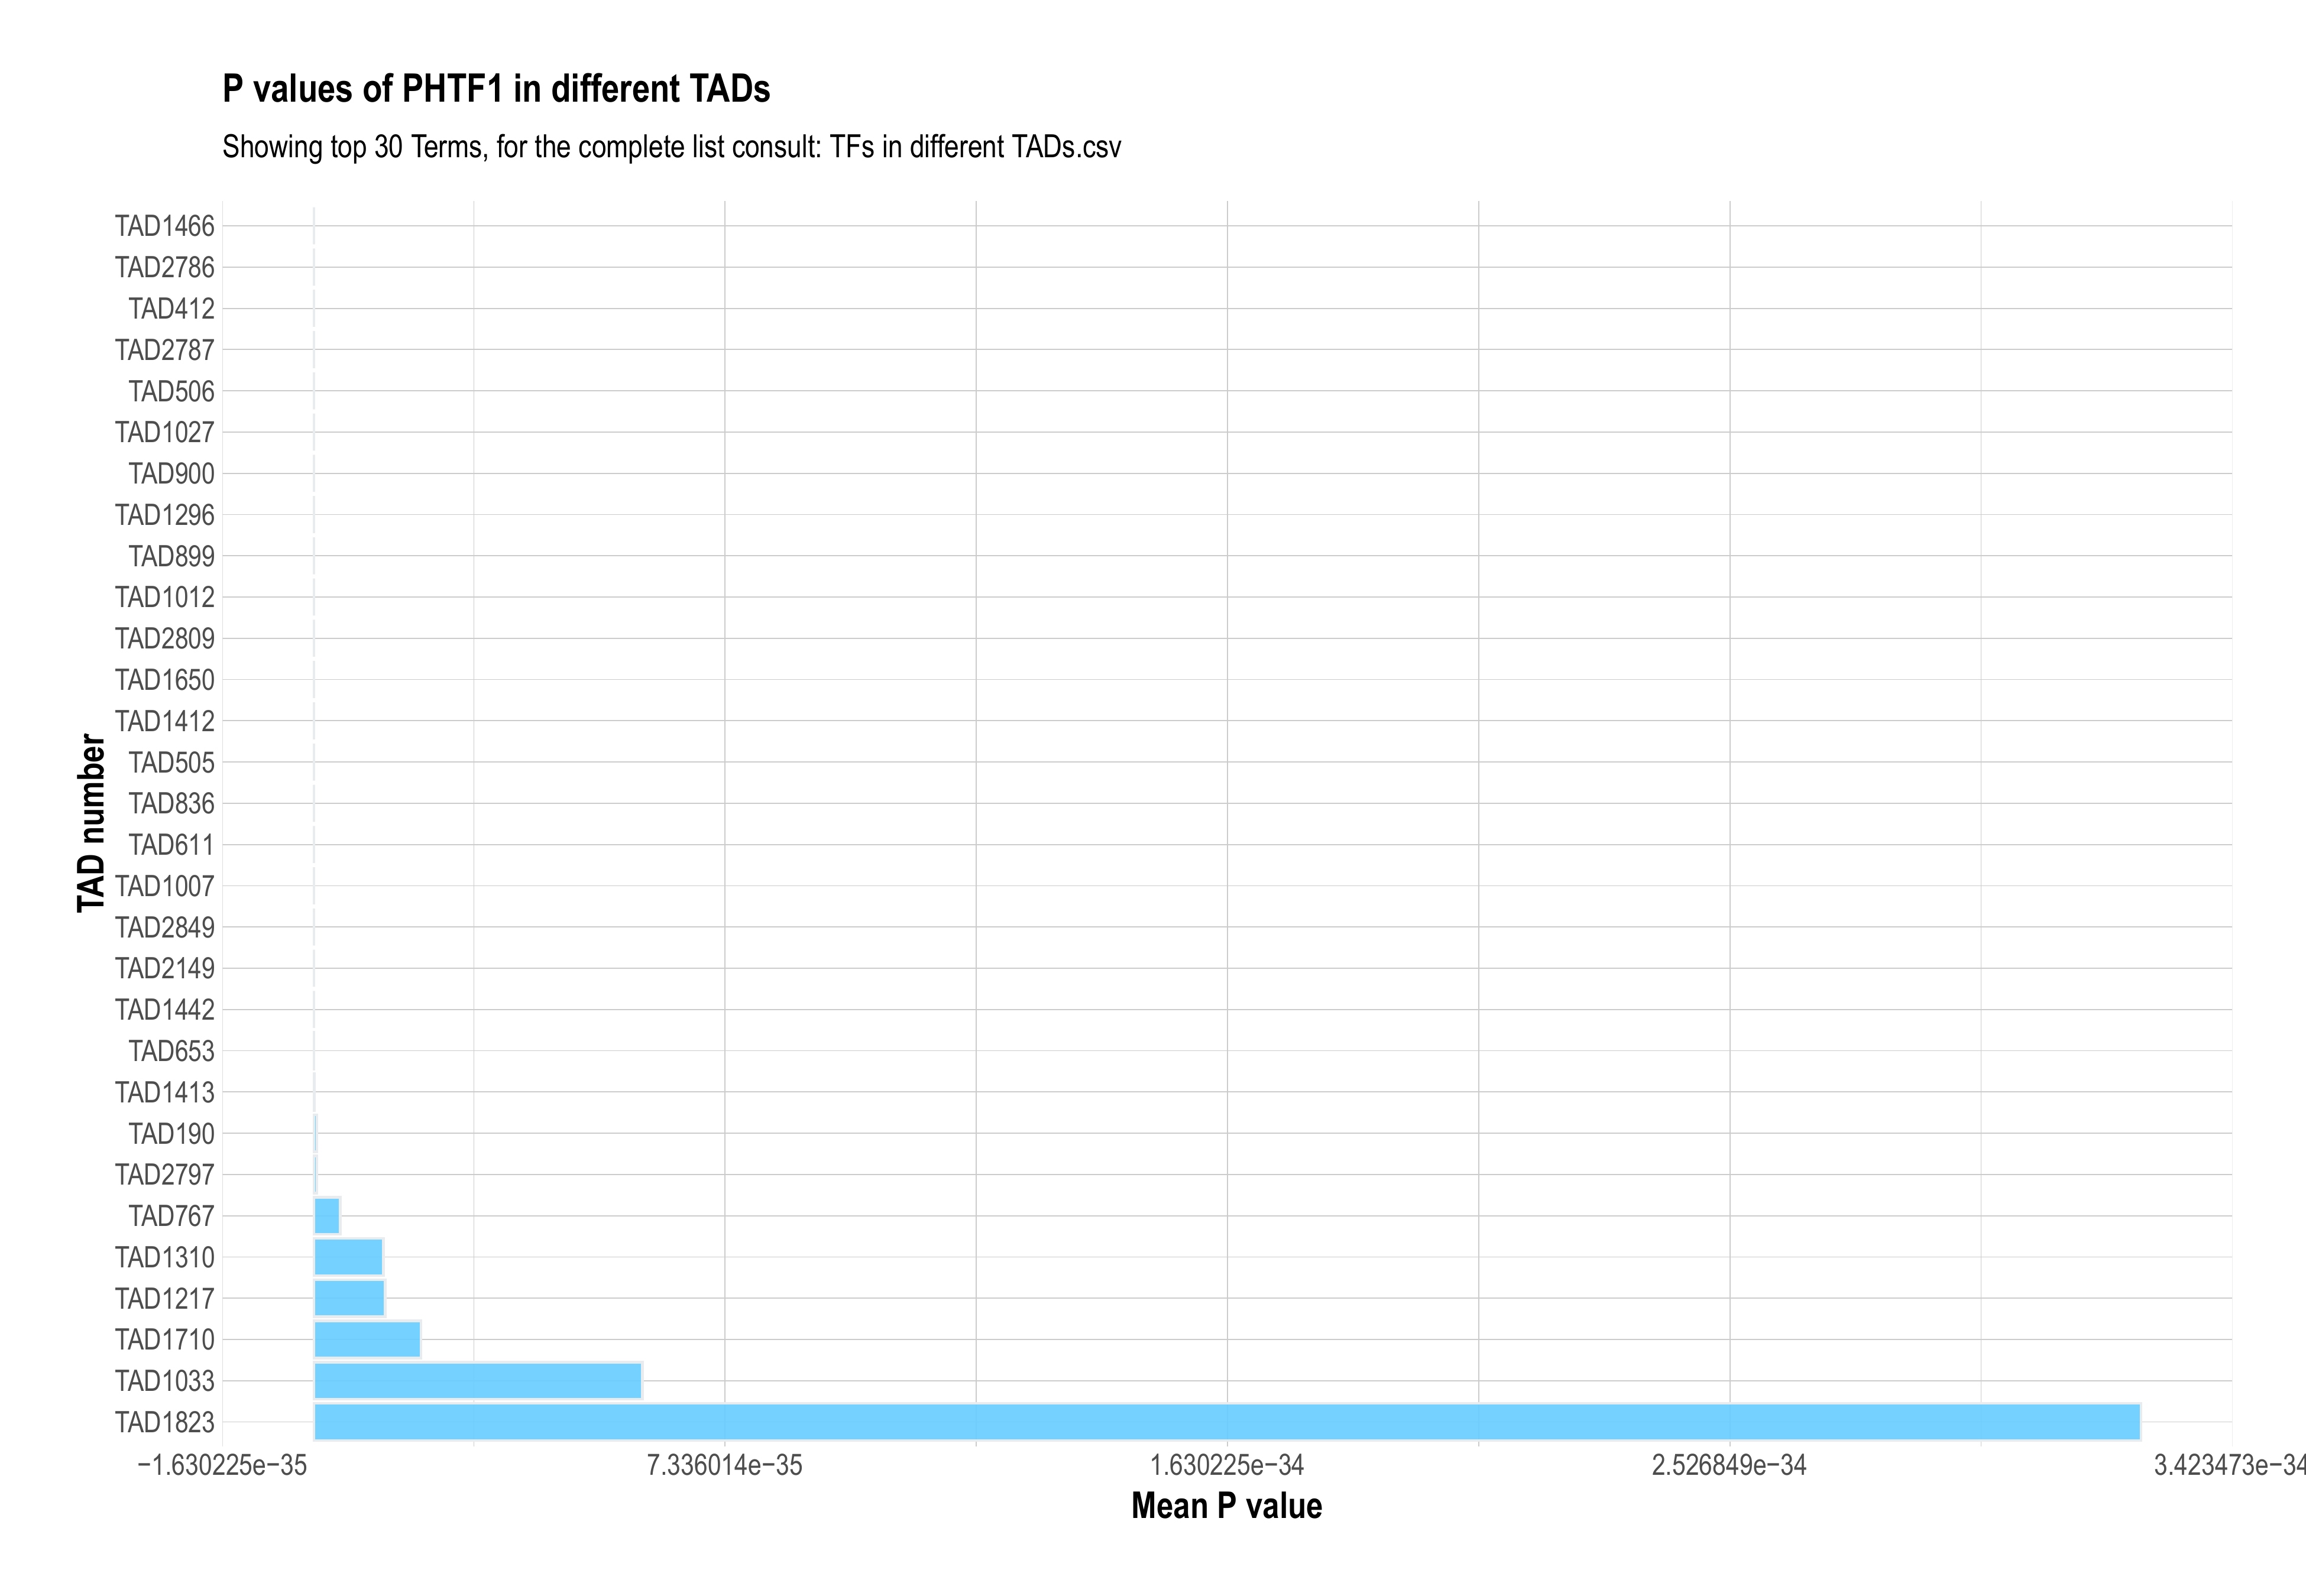 P values of PHTF1 in different TADs
Showing top 30 Terms, for the complete list consult: TFs in different TADs.csv
TAD number
TAD1466
TAD2786
TAD412
TAD2787
TAD506
TAD1027
TAD900
TAD1296
TAD899
TAD1012
TAD2809
TAD1650
TAD1412
TAD505
TAD836
TAD611
TAD1007
TAD2849
TAD2149
TAD1442
TAD653
TAD1413
TAD190
TAD2797
TAD767
TAD1310
TAD1217
TAD1710
TAD1033
TAD1823
−1.630225e−35 7.336014e−35 1.630225e−34 2.526849e−34 3.423473e−34
Mean P value